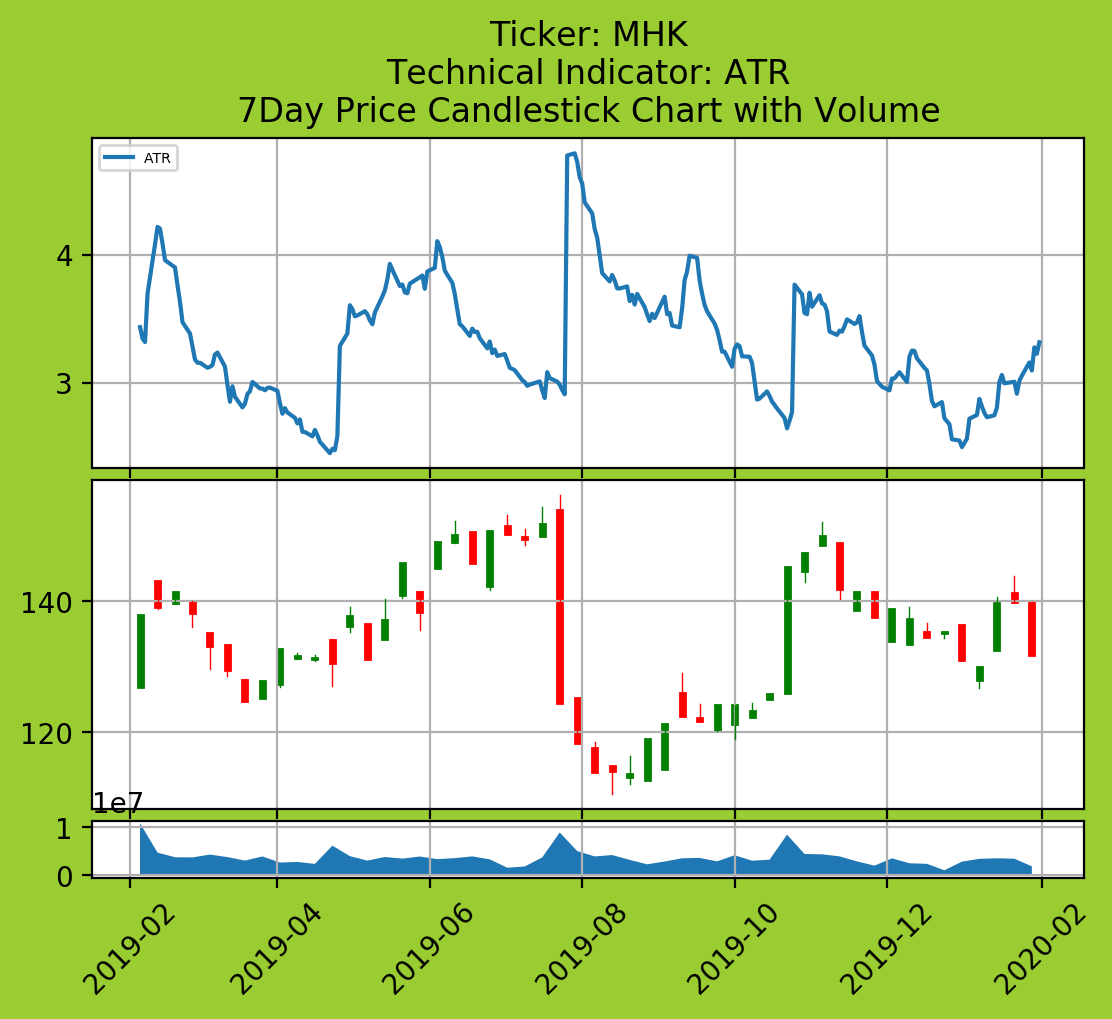 Ticker: MHK
Technical Indicator: ATR
7Day Price Candlestick Chart with Volume
ATR
4
3
140
120
1e7
1
0
2019-02
2019-04
2019-06
2019-08
2019-10
2019-12
2020-02